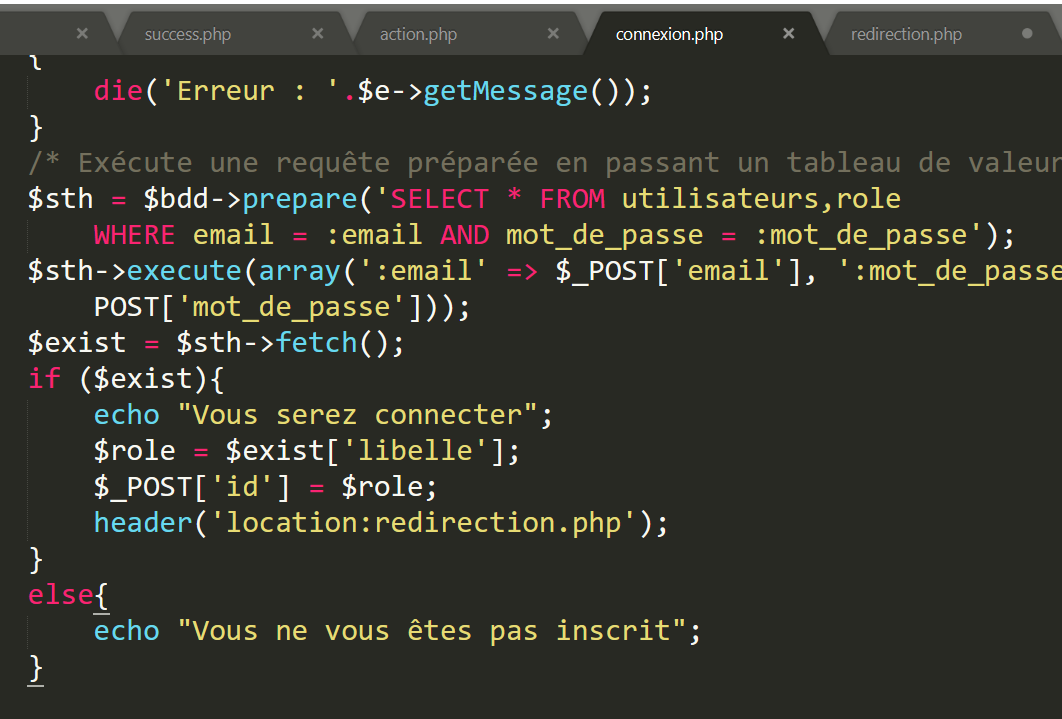 success.php action.php connexion.php redirection.php
{
die('Erreur : '.$e->getMessage());
}
/* Exécute une requête préparée en passant un tableau de valeur
$sth = $bdd->prepare('SELECT * FROM utilisateurs,role
WHERE email = :email AND mot_de_passe = :mot_de_passe');
$sth->execute(array(':email' => $_POST['email'], ':mot_de_passe
POST['mot_de_passe']));
$exist = $sth->fetch();
if ($exist){
echo "Vous serez connecter";
$role = $exist['libelle'];
$_POST['id'] = $role;
header('location:redirection.php');
}
else{
echo "Vous ne vous êtes pas inscrit";
}